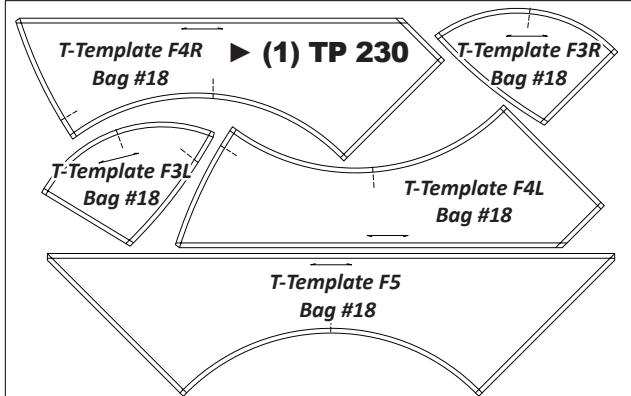 T-Template F4R
Bag #18
► (1) TP 230
T-Template F3R
Bag #18
T-Template F3L
Bag #18
T-Template F4L
Bag #18
T-Template F5
Bag #18